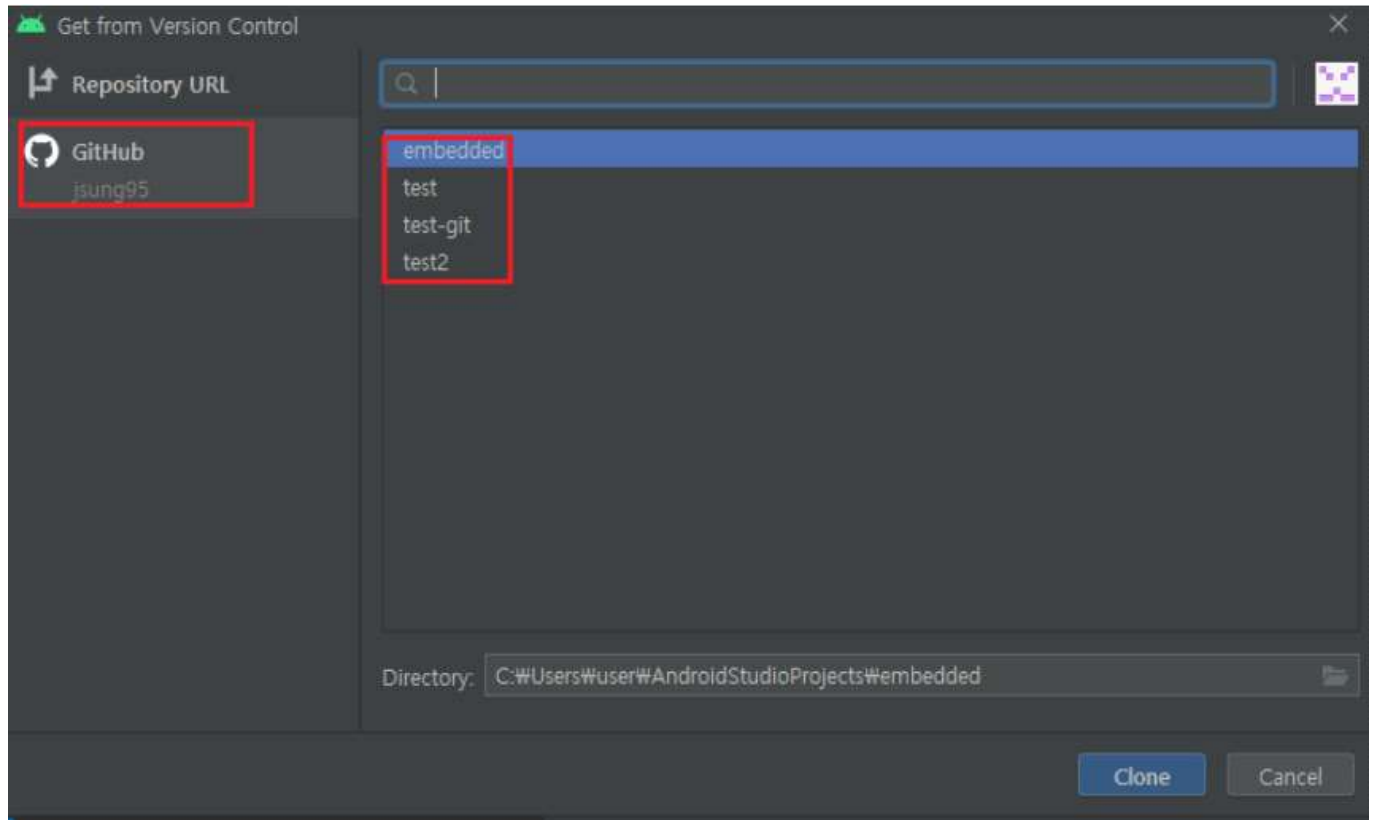 Get from Version Control
Repository URL
GitHub
jsung95
embedded
test
test-git
test2
Directory: C:₩Users₩user₩AndroidStudioProjects₩embedded
Clone Cancel